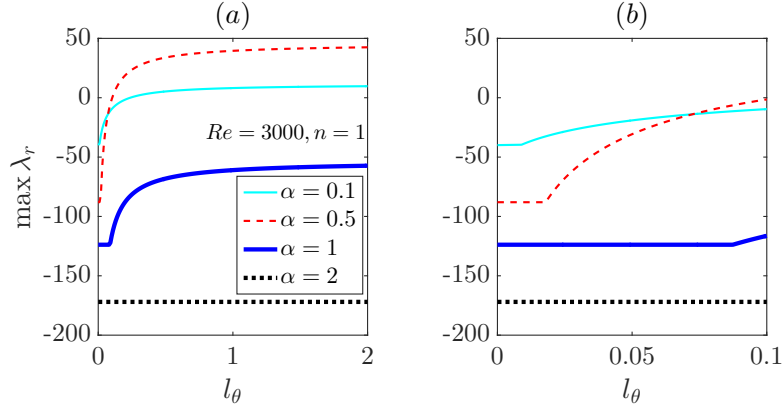 (a)
(b)
50
0
-50
-100
-150
-200
max λ_r
Re = 3000, n = 1
α = 0.1
α = 0.5
α = 1
α = 2
0
1
2
l_θ
50
0
-50
-100
-150
-200
0
0.05
0.1
l_θ